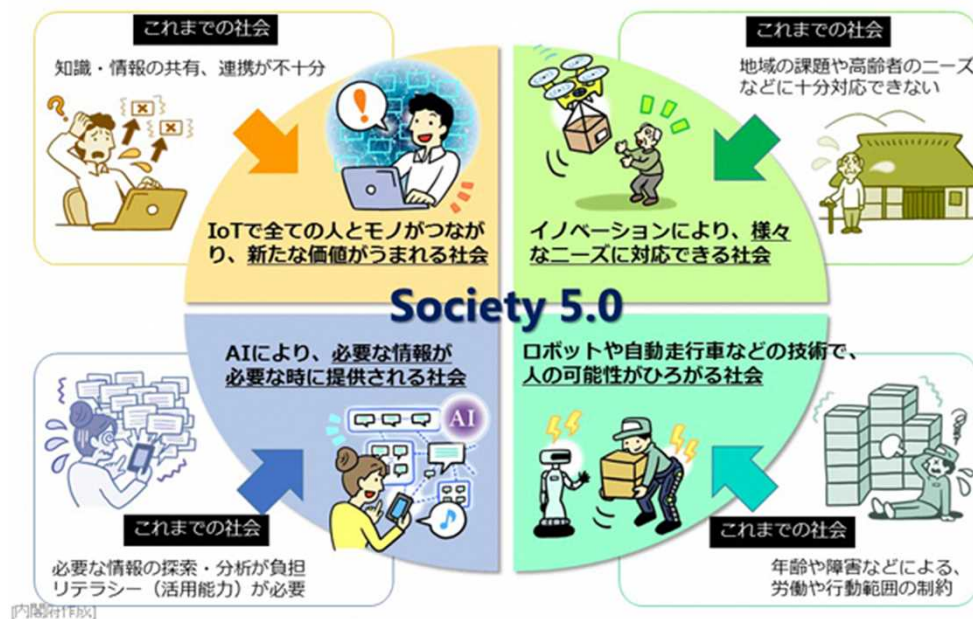 これまでの社会
知識・情報の共有、連携が不十分
IoTで全ての人とモノがつなが
り、新たな価値がうまれる社会
これまでの社会
地域の課題や高齢者のニーズ
などに十分対応できない
イノベーションにより、様々
なニーズに対応できる社会
Society 5.0
AIにより、必要な情報が
必要な時に提供される社会
AI
これまでの社会
必要な情報の探索・分析が負担
リテラシー（活用能力）が必要
ロボットや自動走行車などの技術で、
人の可能性がひろがる社会
これまでの社会
年齢や障害などによる、
労働や行動範囲の制約
[内閣府作成]